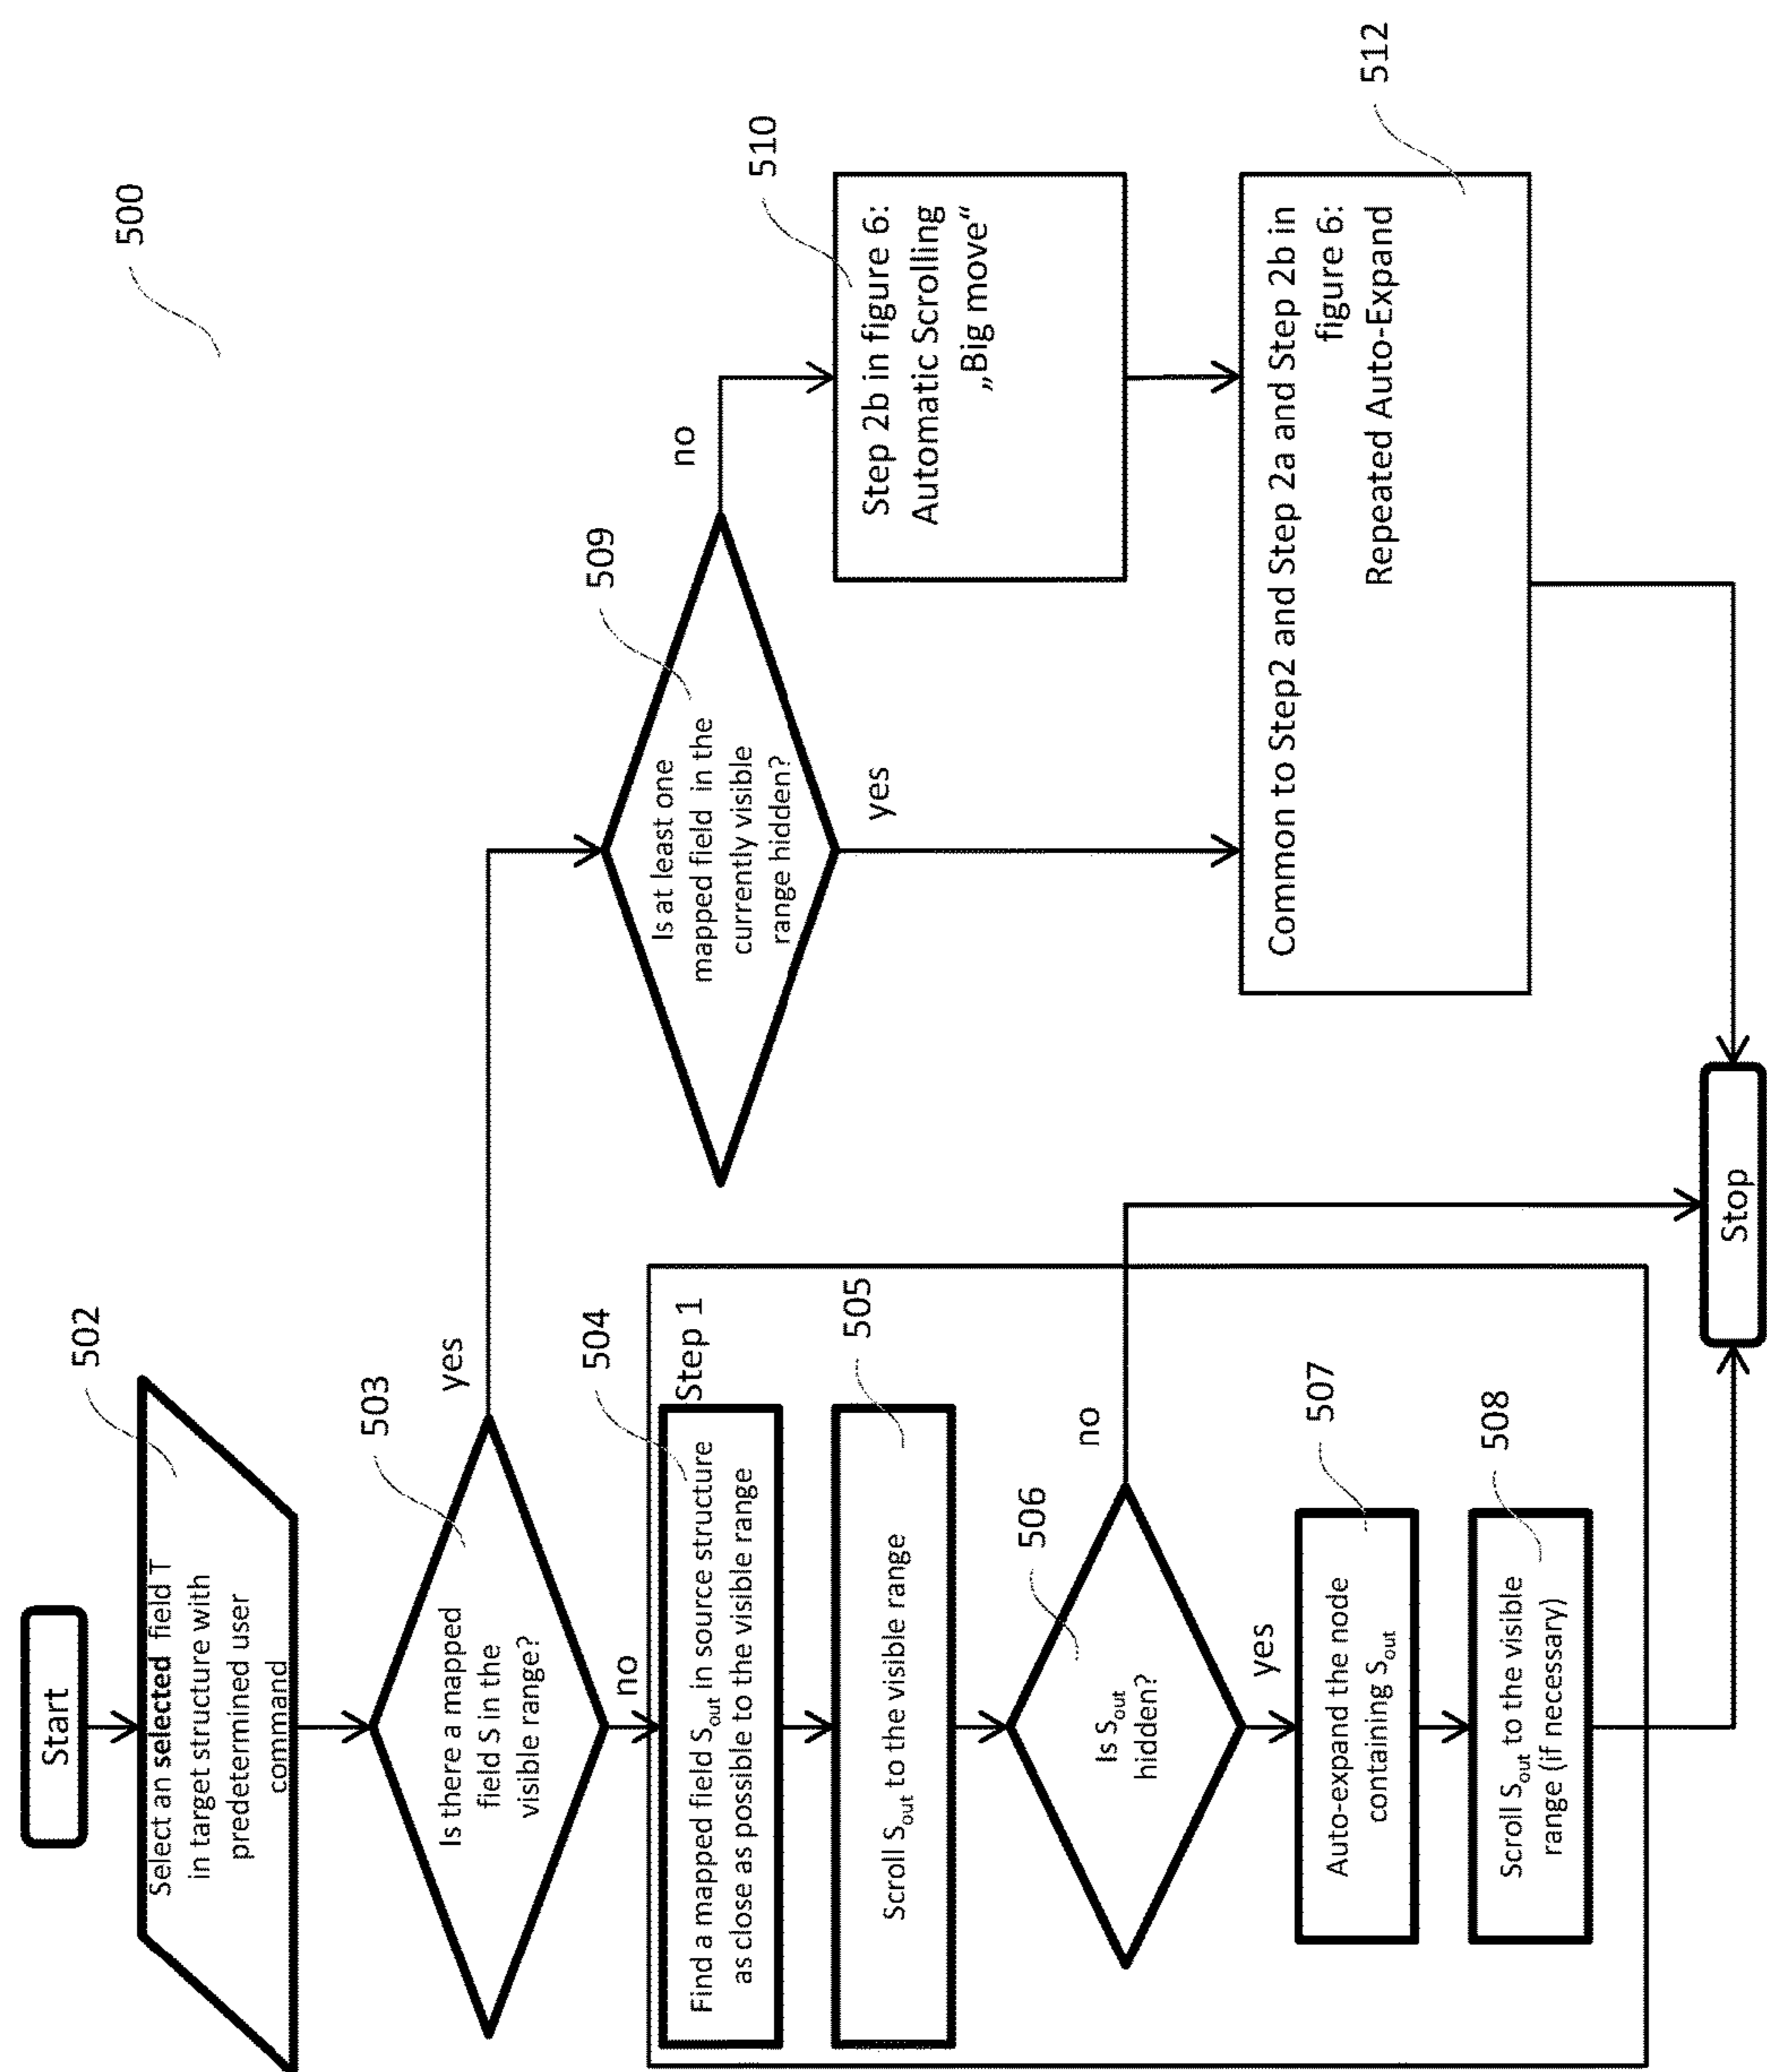 500
Start
502
Select an selected field T
in target structure with
predetermined user
command
503
Is there a mapped
field S in the
visible range?
yes
no
504
Step 1
Find a mapped field Sout in source structure
as close as possible to the visible range
505
Scroll Sout to the visible range
506
Is Sout
hidden?
no
yes
507
Auto-expand the node
containing Sout
508
Scroll Sout to the visible
range (if necessary)
509
Is at least one
mapped field in the
currently visible
range hidden?
no
yes
510
Step 2b in figure 6:
Automatic Scrolling
„Big move“
512
Common to Step2 and Step 2a and Step 2b in
figure 6:
Repeated Auto-Expand
Stop